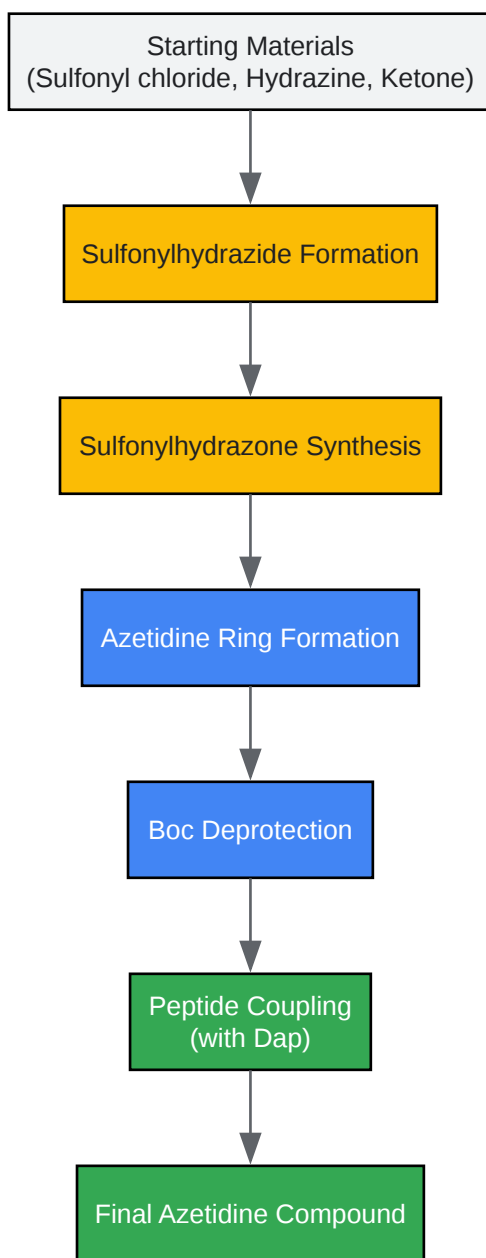 Starting Materials
(Sulfonyl chloride, Hydrazine, Ketone)
Sulfonylhydrazide Formation
Sulfonylhydrazone Synthesis
Azetidine Ring Formation
Boc Deprotection
Peptide Coupling
(with Dap)
Final Azetidine Compound